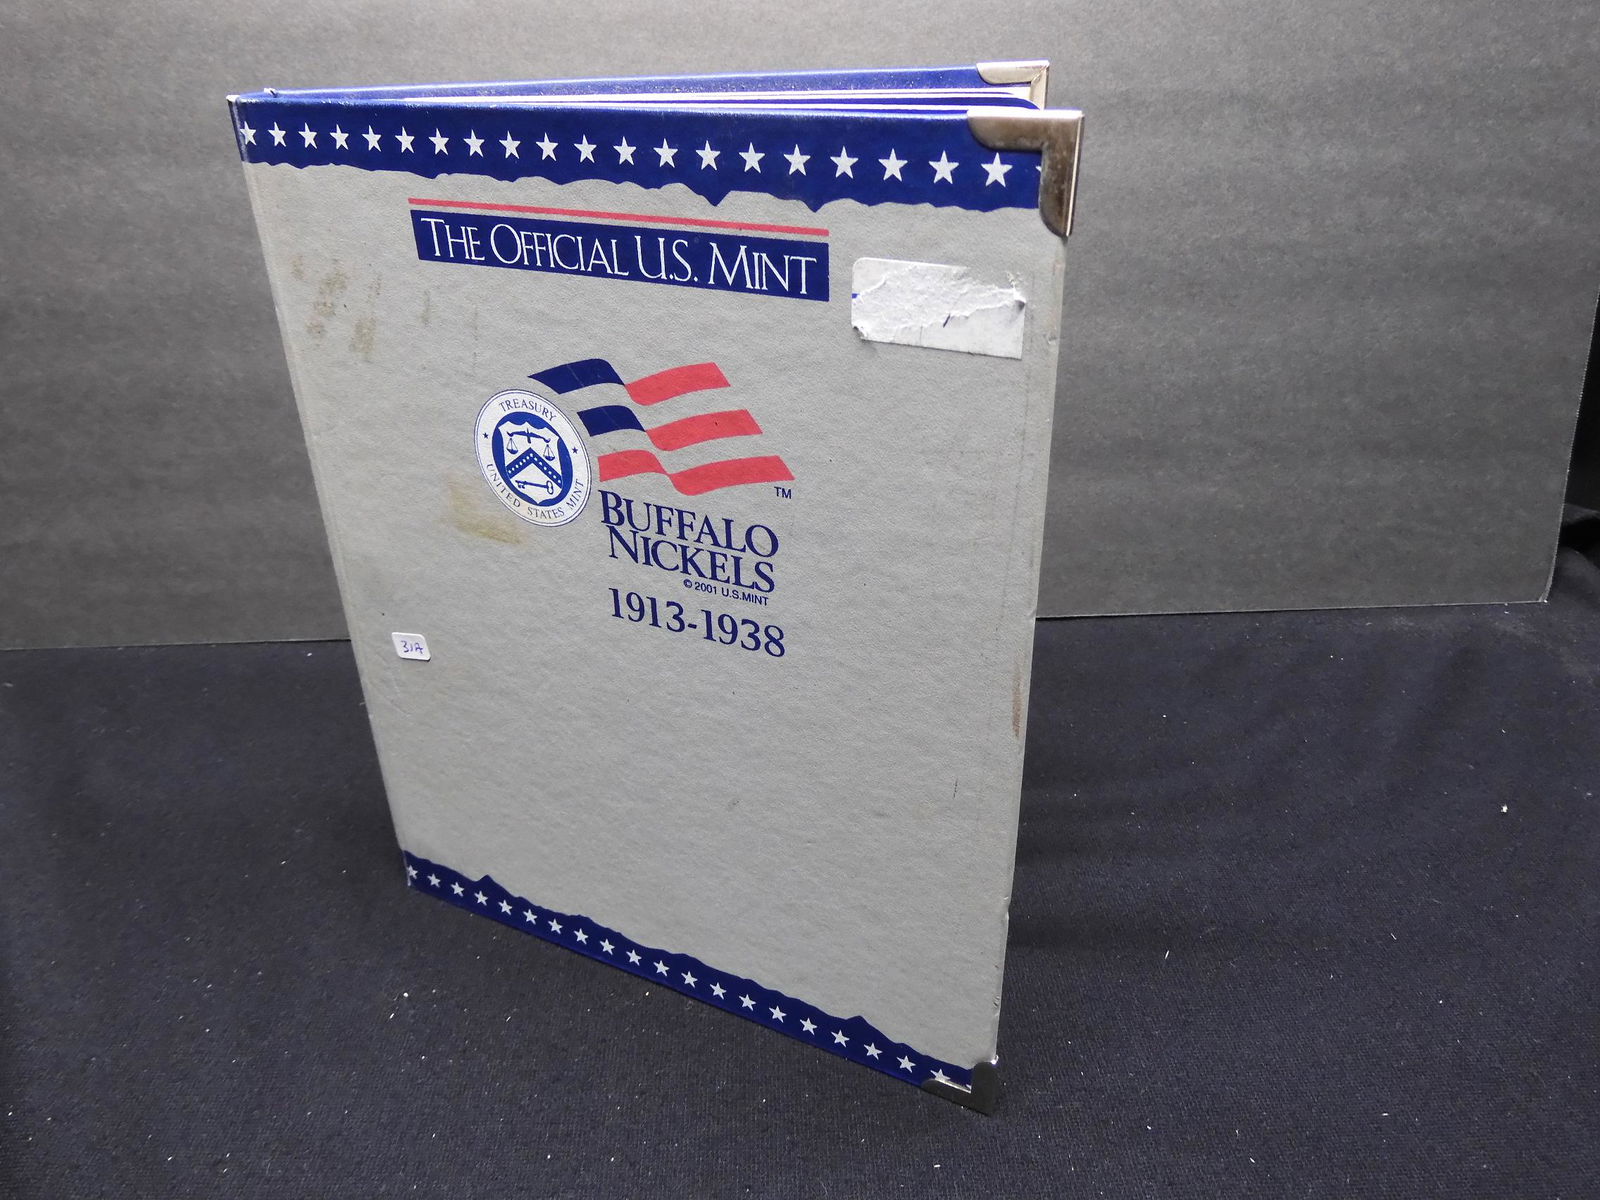 THE OFFICIAL U.S. MINT
TREASURY
UNITED STATES MINT
TM
BUFFALO
NICKELS
© 2001 U.S.MINT
1913-1938
31A